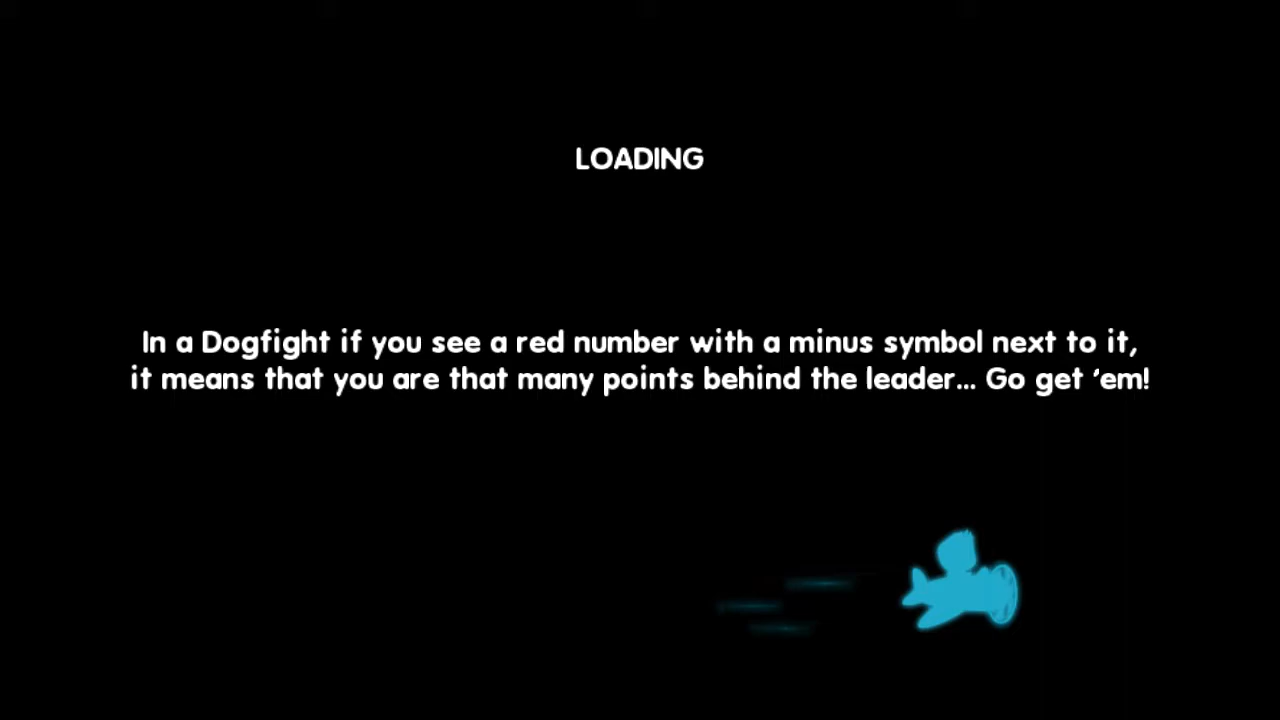 LOADING
In a Dogfight if you see a red number with a minus symbol next to it,
it means that you are that many points behind the leader... Go get 'em!